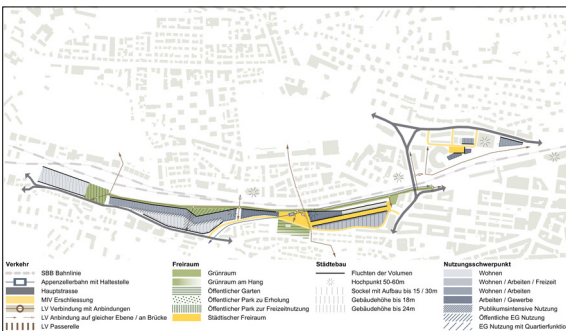 Verkehr
SBB Bahnlinie
Appenzellerbahn mit Haltestelle
Hauptstrasse
MIV Erschliessung
LV Verbindung mit Anbindungen
LV Anbindung auf gleicher Ebene / an Brücke
LV Passerelle
Freiraum
Grünraum
Grünraum am Hang
Öffentlicher Garten
Öffentlicher Park zu Erholung
Öffentlicher Park zur Freizeitnutzung
Städtischer Freiraum
Städtebau
Fluchten der Volumen
Hochpunkt 50-60m
Sockel mit Aufbau bis 15 / 30m
Gebäudehöhe bis 18m
Gebäudehöhe bis 24m
Nutzungsschwerpunkt
Wohnen
Wohnen / Arbeiten / Freizeit
Wohnen / Arbeiten
Arbeiten / Gewerbe
Publikumsintensive Nutzung
Öffentliche EG Nutzung
EG Nutzung mit Quartierfunktion